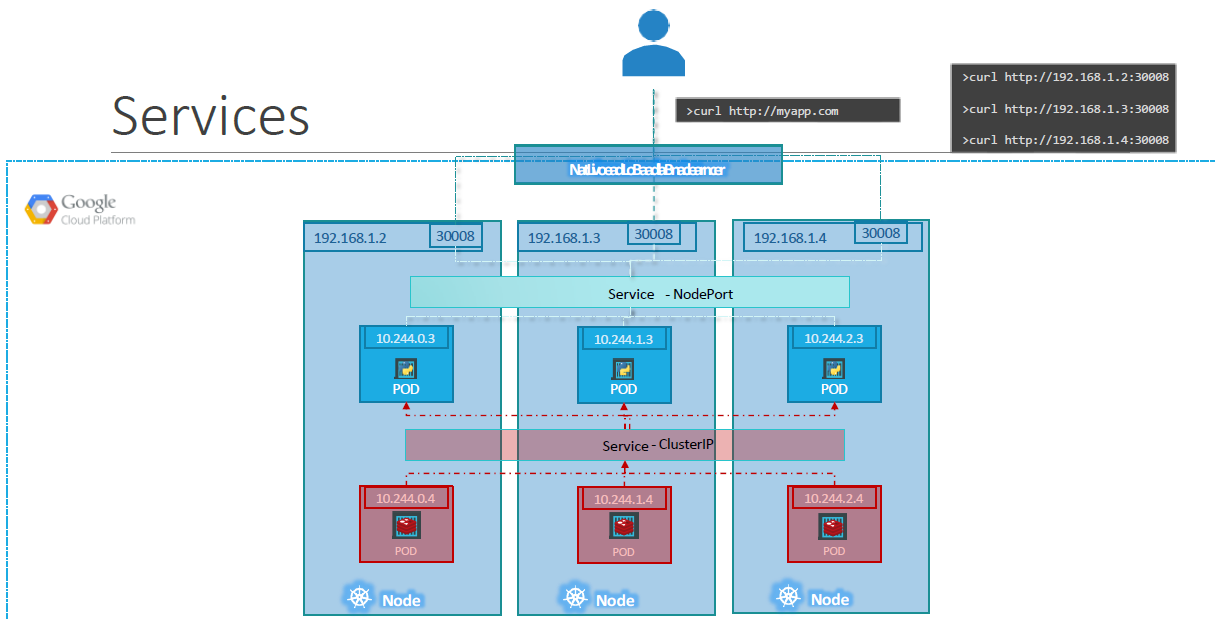 >curl http://192.168.1.2:30008
>curl http://myapp.com
Services
>curl http://192.168.1.3:30008
>curl http://192.168.1.4:30008
Google
Cloud Platform
192.168.1.2
30008
192.168.1.3
30008
192.168.1.4
30008
Service - NodePort
10.244.0.3
10.244.1.3
10.244.2.3
POD
POD
POD
Service - ClusterIP
10.244.0.4
10.244.1.4
10.244.2.4
POD
POD
POD
Node
Node
Node